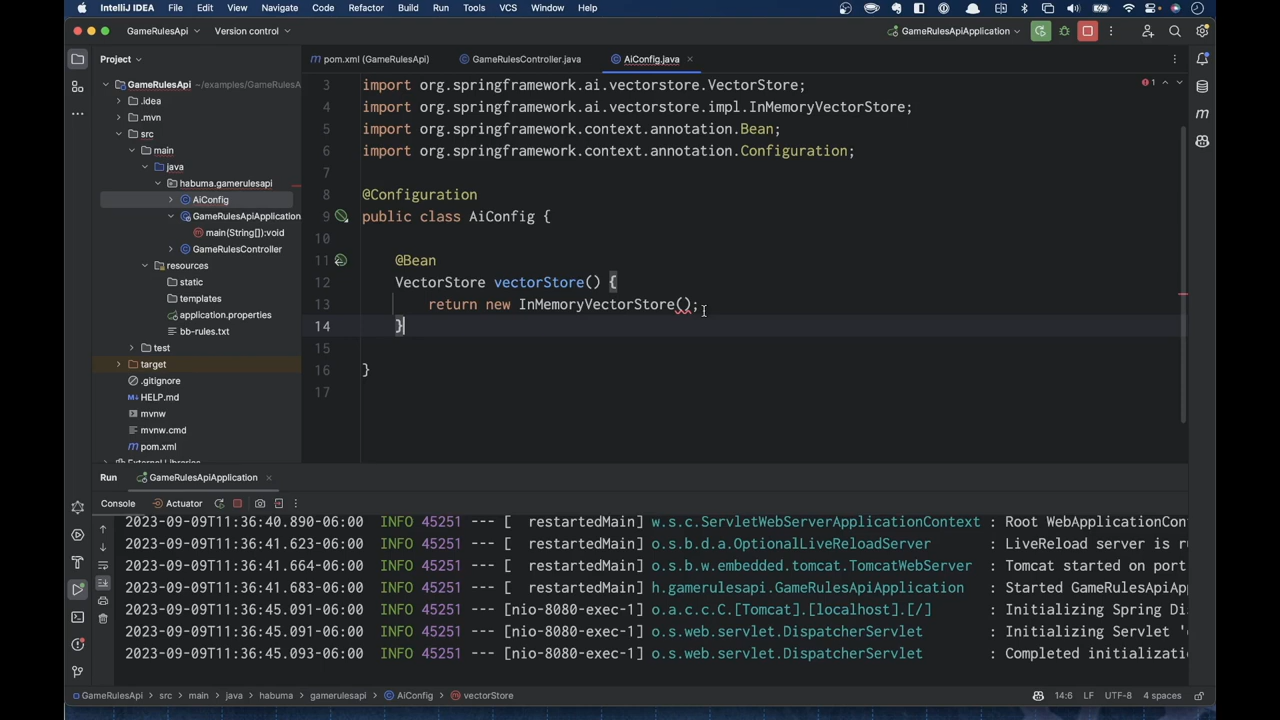 IntelliJ IDEA File Edit View Navigate Code Refactor Build Run Tools VCS Window Help
GameRulesApi Version control GameRulesApiApplication
Project
pom.xml (GameRulesApi) GameRulesController.java AiConfig.java
GameRulesApi ~/examples/GameRulesA
.idea
.mvn
src
main
java
habuma.gamerulesapi
AiConfig
GameRulesApiApplication
main(String[]):void
GameRulesController
resources
static
templates
application.properties
bb-rules.txt
test
target
.gitignore
HELP.md
mvnw
mvnw.cmd
pom.xml
3 import org.springframework.ai.vectorstore.VectorStore;
4 import org.springframework.ai.vectorstore.impl.InMemoryVectorStore;
5 import org.springframework.context.annotation.Bean;
6 import org.springframework.context.annotation.Configuration;
7
8 @Configuration
9 public class AiConfig {
10
11 @Bean
12 VectorStore vectorStore() {
13 return new InMemoryVectorStore();
14 }
15
16 }
17
1
Run GameRulesApiApplication
Console Actuator
2023-09-09T11:36:40.890-06:00 INFO 45251 --- [ restartedMain] w.s.c.ServletWebServerApplicationContext : Root WebApplicationCon
2023-09-09T11:36:41.623-06:00 INFO 45251 --- [ restartedMain] o.s.b.d.a.OptionalLiveReloadServer : LiveReload server is ru
2023-09-09T11:36:41.664-06:00 INFO 45251 --- [ restartedMain] o.s.b.w.embedded.tomcat.TomcatWebServer : Tomcat started on port
2023-09-09T11:36:41.683-06:00 INFO 45251 --- [ restartedMain] h.gamerulesapi.GameRulesApiApplication : Started GameRulesApiAp
2023-09-09T11:36:45.091-06:00 INFO 45251 --- [nio-8080-exec-1] o.a.c.c.C.[Tomcat].[localhost].[/] : Initializing Spring Dis
2023-09-09T11:36:45.091-06:00 INFO 45251 --- [nio-8080-exec-1] o.s.web.servlet.DispatcherServlet : Initializing Servlet '
2023-09-09T11:36:45.093-06:00 INFO 45251 --- [nio-8080-exec-1] o.s.web.servlet.DispatcherServlet : Completed initializati
GameRulesApi > src > main > java > habuma > gamerulesapi > AiConfig > vectorStore 14:6 LF UTF-8 4 spaces